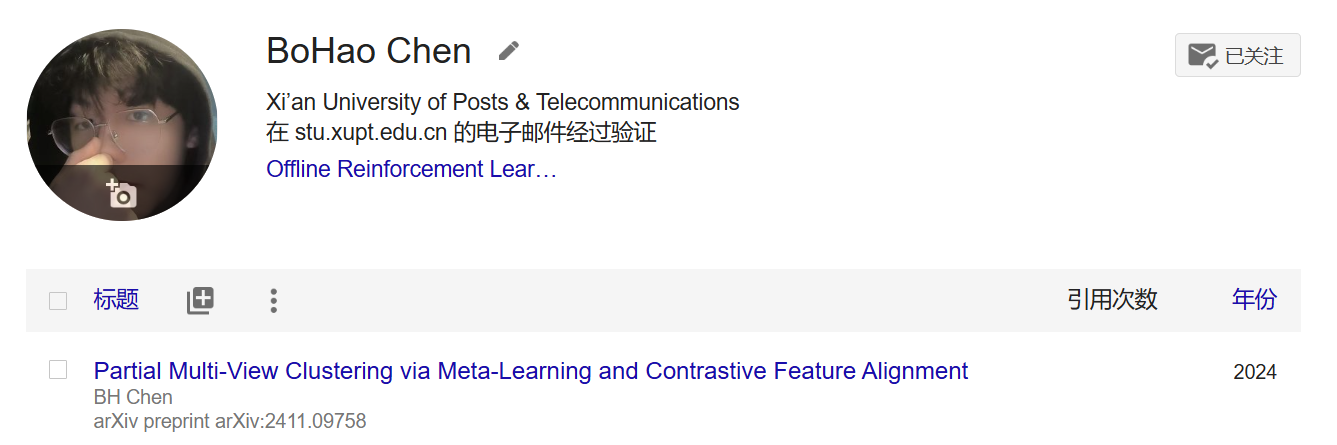 BoHao Chen
已关注
Xi’an University of Posts & Telecommunications
在 stu.xupt.edu.cn 的电子邮件经过验证
Offline Reinforcement Lear…
标题 引用次数 年份
Partial Multi-View Clustering via Meta-Learning and Contrastive Feature Alignment 2024
BH Chen
arXiv preprint arXiv:2411.09758